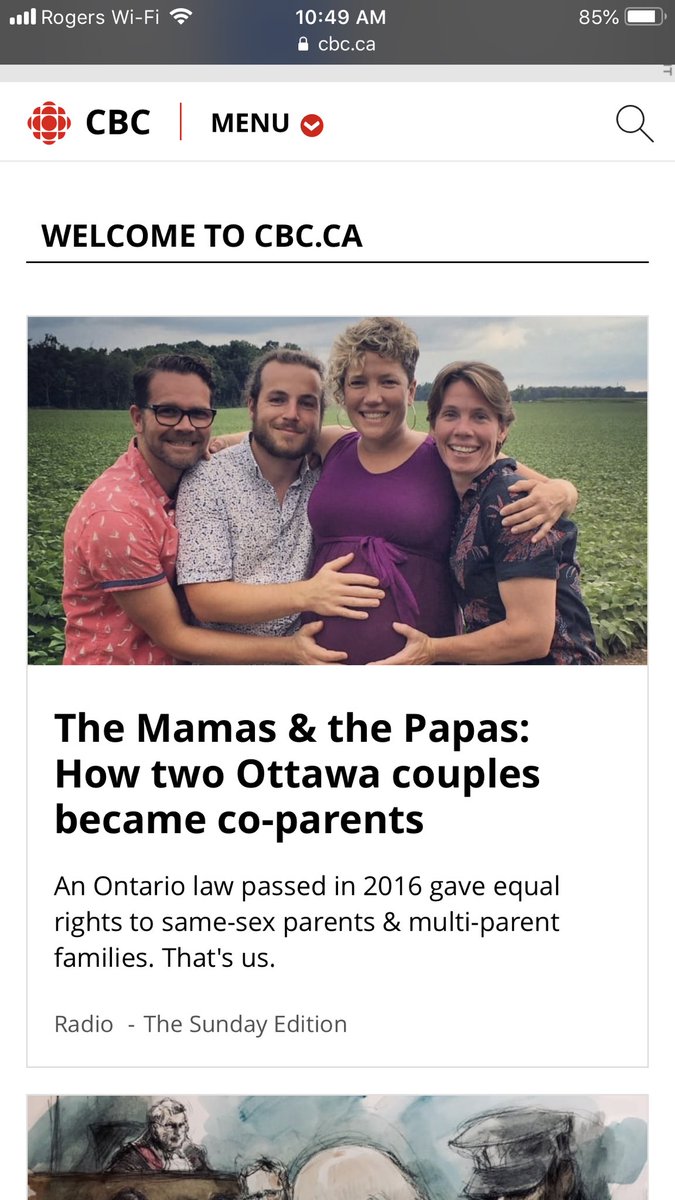 Rogers Wi-Fi 10:49 AM 85%
cbc.ca
CBC MENU
WELCOME TO CBC.CA
The Mamas & the Papas:
How two Ottawa couples
became co-parents
An Ontario law passed in 2016 gave equal
rights to same-sex parents & multi-parent
families. That's us.
Radio - The Sunday Edition